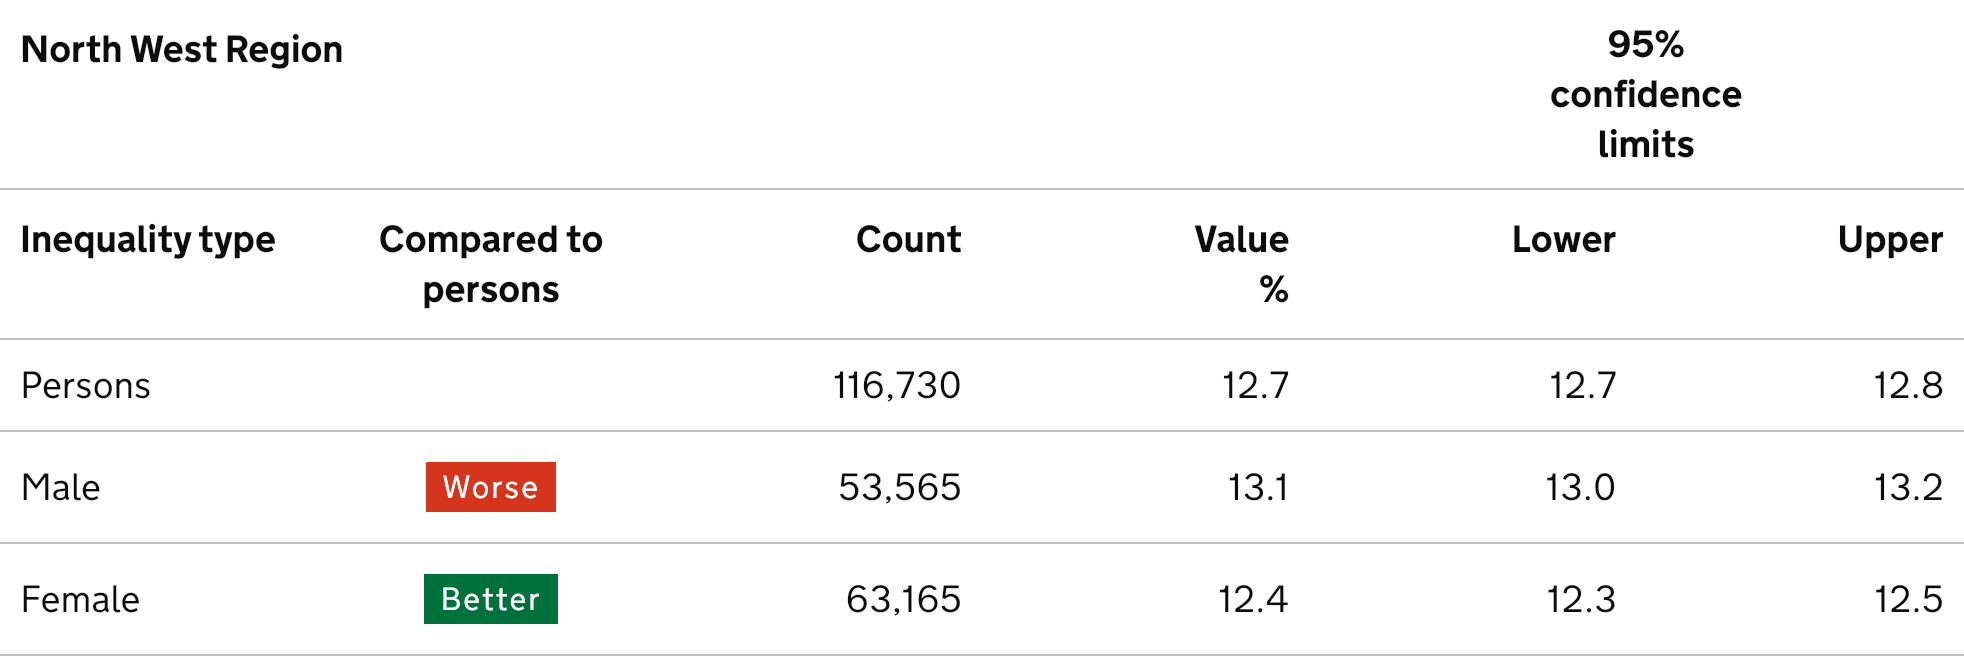 North West Region
95%
confidence
limits
Inequality type Compared to Count Value Lower Upper
persons %
Persons 116,730 12.7 12.7 12.8
Male Worse 53,565 13.1 13.0 13.2
Female Better 63,165 12.4 12.3 12.5